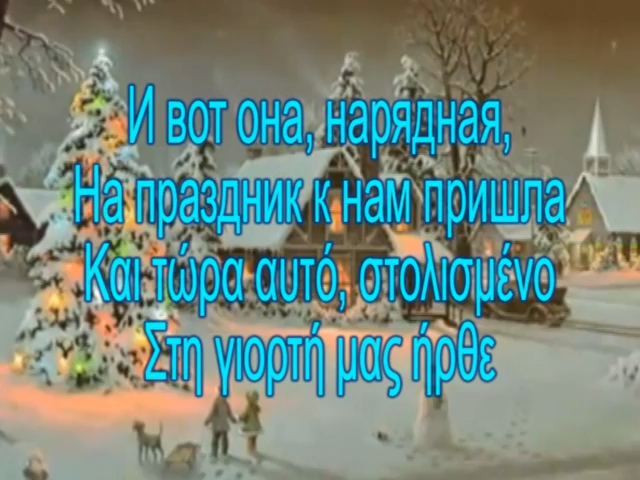 И вот она, нарядная,
На праздник к нам пришла
Και τώρα αυτό, στολισμένο
Στη γιορτή μας ήρθε